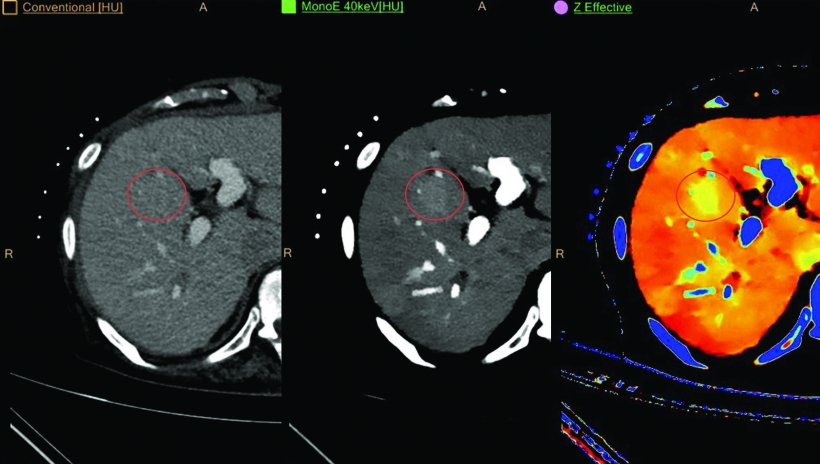 Conventional [HU]
A
MonoE 40keV[HU]
A
Z Effective
A
R
R
R